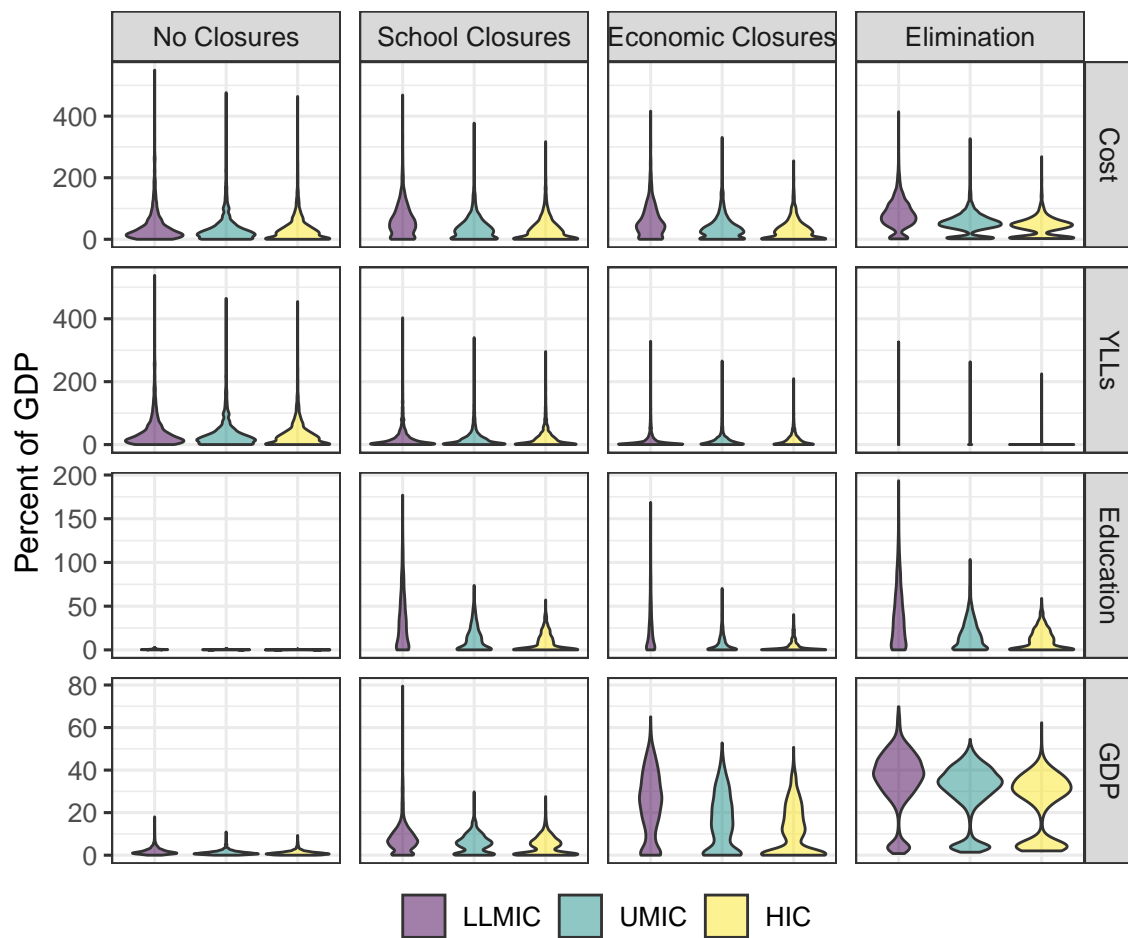 No Closures School Closures Economic Closures Elimination
Percent of GDP
400
200
0
Cost
400
200
0
YLLs
200
150
100
50
0
Education
80
60
40
20
0
GDP
LLMIC UMIC HIC